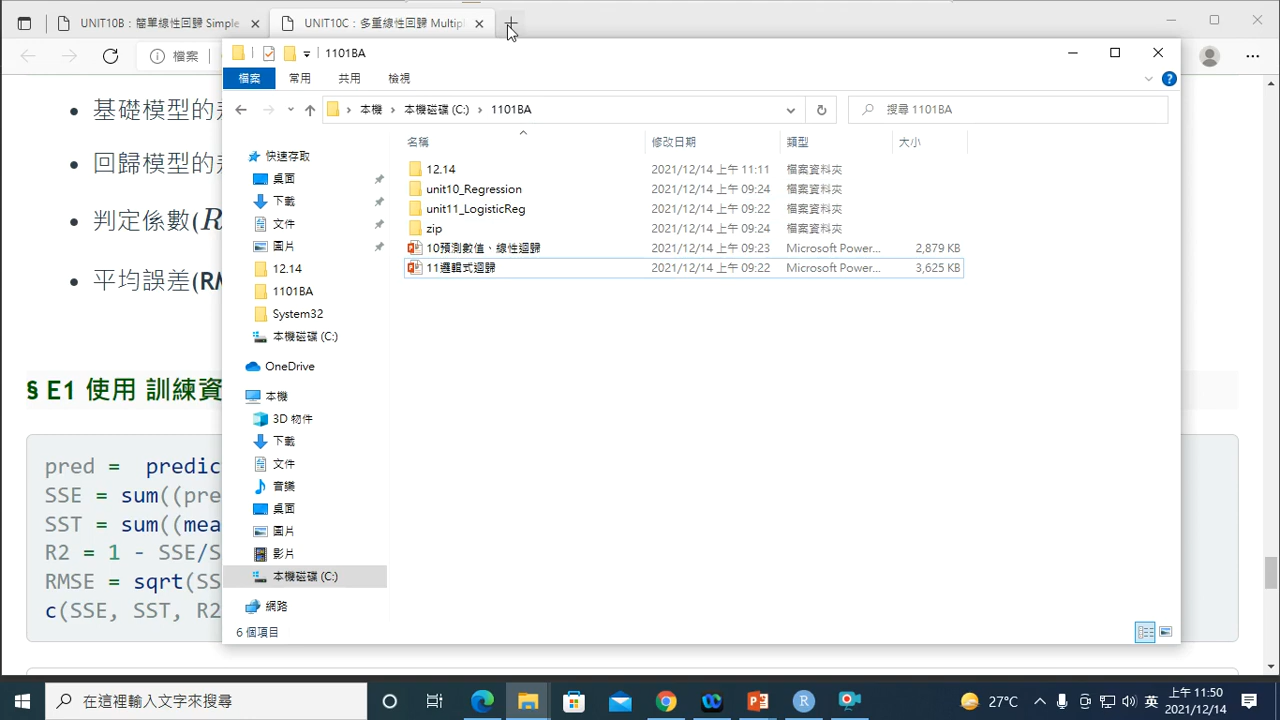 UNIT10B：簡單線性回歸 Simple
UNIT10C：多重線性回歸 Multipl
檔案
基礎模型的
回歸模型的
判定係數(R
平均誤差(RM
§ E1 使用 訓練資
pred = predic
SSE = sum((pre
SST = sum((mea
R2 = 1 - SSE/S
RMSE = sqrt(SS
c(SSE, SST, R2
1101BA
檔案 常用 共用 檢視
本機 本機磁碟 (C:) 1101BA
搜尋 1101BA
快速存取
桌面
下載
文件
圖片
12.14
1101BA
System32
本機磁碟 (C:)
OneDrive
本機
3D 物件
下載
文件
音樂
桌面
圖片
影片
本機磁碟 (C:)
網路
名稱 修改日期 類型 大小
12.14 2021/12/14 上午 11:11 檔案資料夾
unit10_Regression 2021/12/14 上午 09:24 檔案資料夾
unit11_LogisticReg 2021/12/14 上午 09:22 檔案資料夾
zip 2021/12/14 上午 09:24 檔案資料夾
10預測數值、線性迴歸 2021/12/14 上午 09:23 Microsoft Power... 2,879 KB
11邏輯式迴歸 2021/12/14 上午 09:22 Microsoft Power... 3,625 KB
6 個項目
在這裡輸入文字來搜尋
27°C
英
上午 11:50
2021/12/14